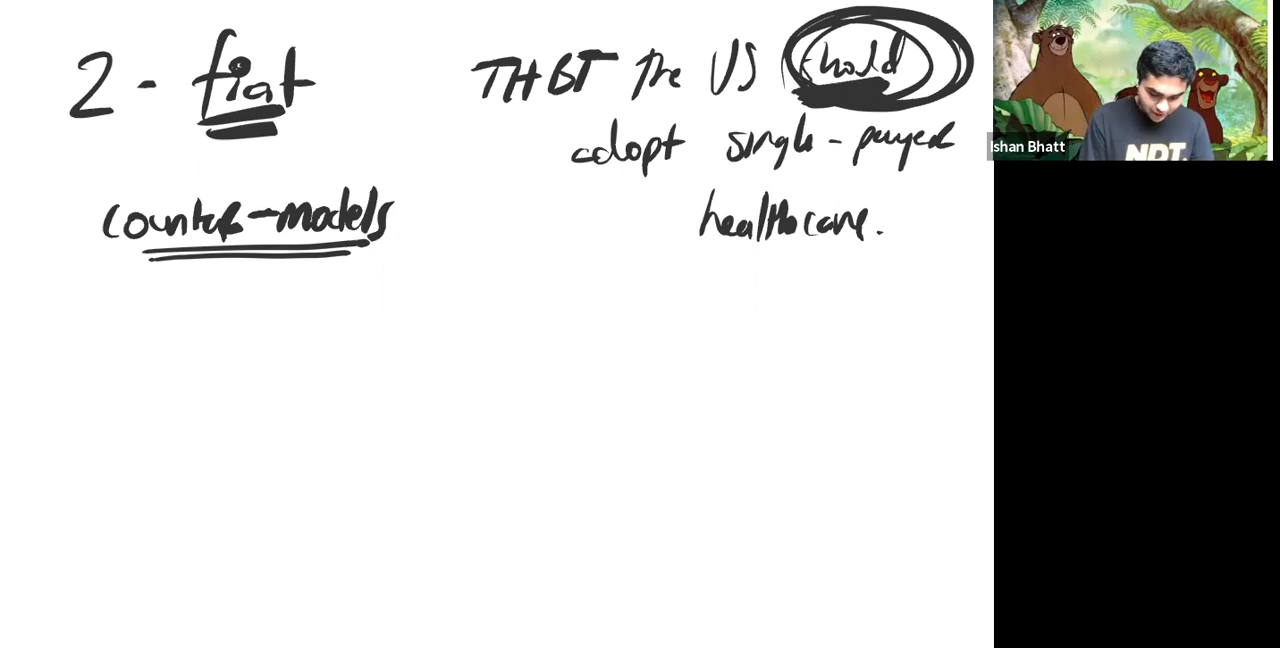 2 - fiat
THBT the US should
adopt single-payer
healthcare.
counter-models
Ishan Bhatt
NDT.